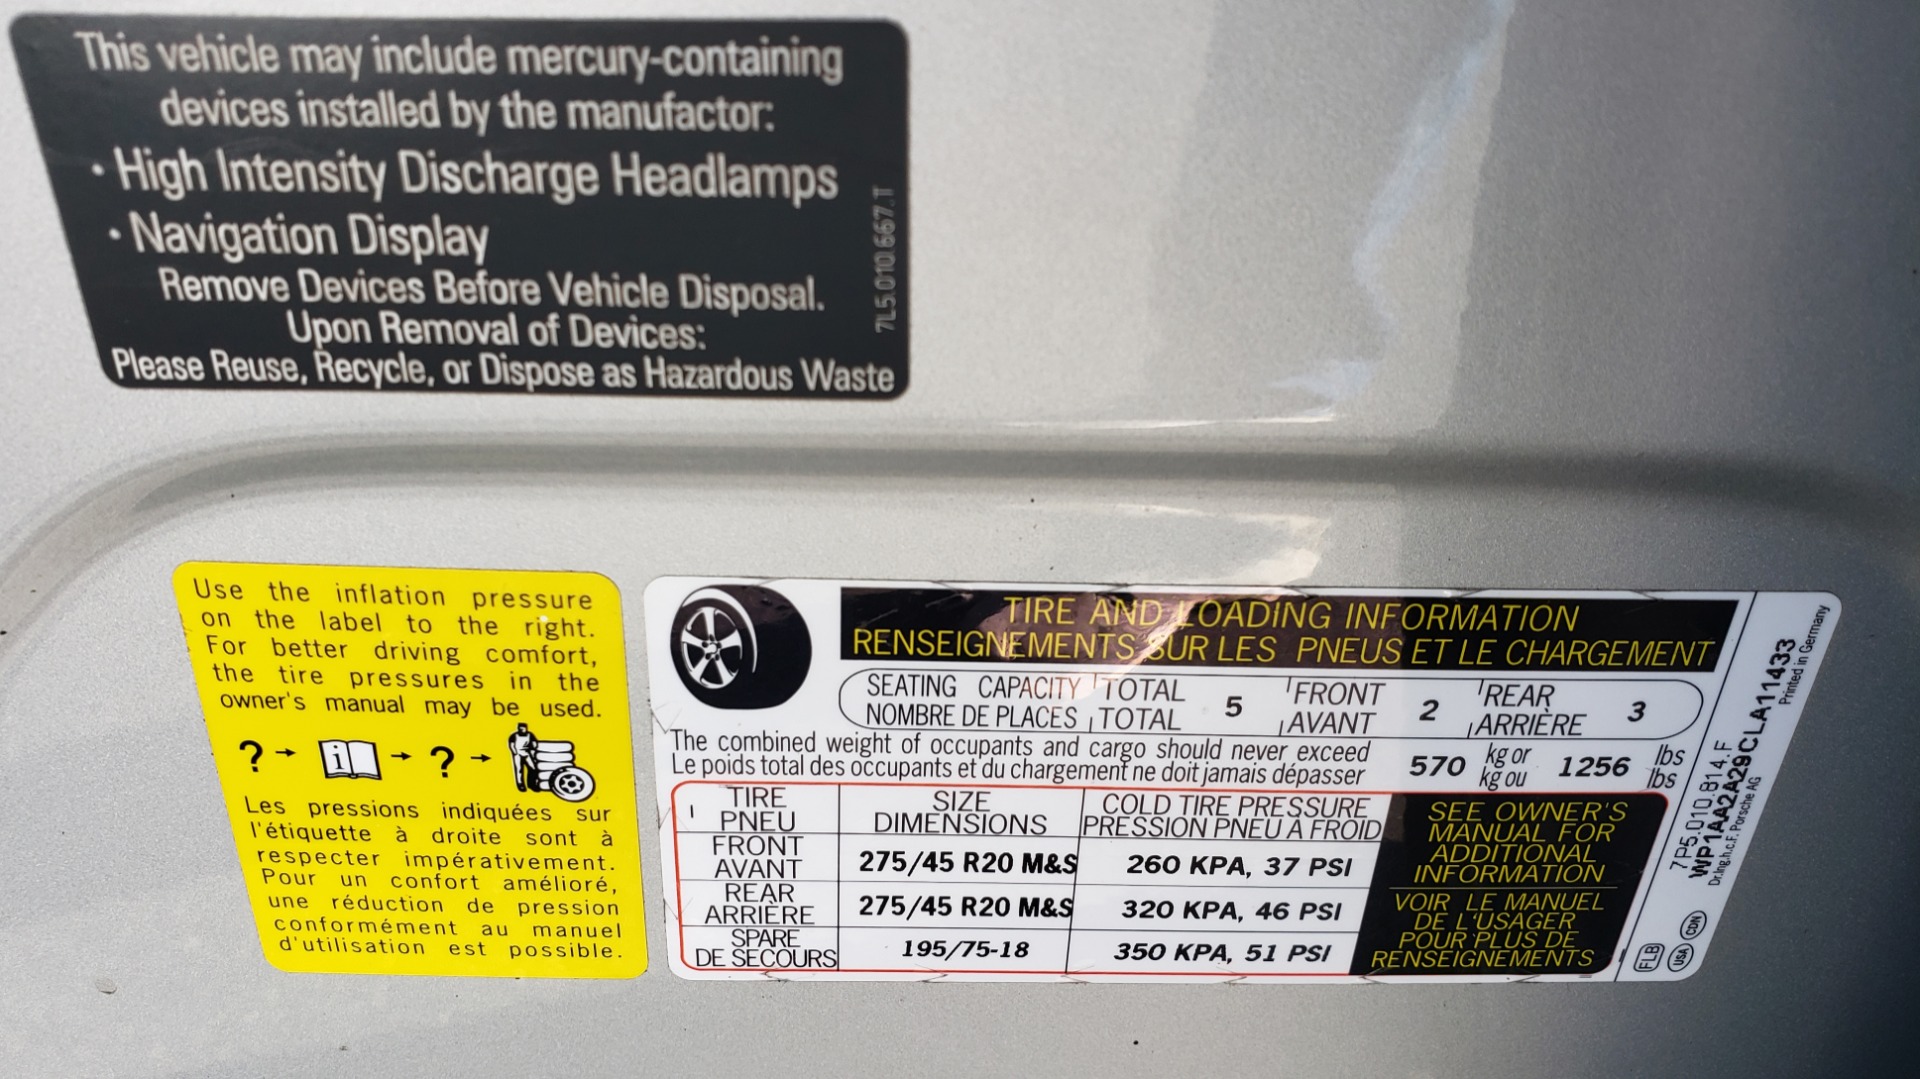 This vehicle may include mercury-containing
devices installed by the manufactor:
· High Intensity Discharge Headlamps
· Navigation Display
Remove Devices Before Vehicle Disposal.
Upon Removal of Devices:
Please Reuse, Recycle, or Dispose as Hazardous Waste
7L5.010.667.T
Use the inflation pressure
on the label to the right.
For better driving comfort,
the tire pressures in the
owner's manual may be used.
? → i → ? →
Les pressions indiquées sur
l'étiquette à droite sont à
respecter impérativement.
Pour un confort amélioré,
une réduction de pression
conformément au manuel
d'utilisation est possible.
TIRE AND LOADING INFORMATION
RENSEIGNEMENTS SUR LES PNEUS ET LE CHARGEMENT
SEATING CAPACITY TOTAL 5 FRONT 2 REAR 3
NOMBRE DE PLACES TOTAL AVANT ARRIÈRE
The combined weight of occupants and cargo should never exceed 570 kg or 1256 lbs
Le poids total des occupants et du chargement ne doit jamais dépasser kg ou lbs
TIRE SIZE COLD TIRE PRESSURE
PNEU DIMENSIONS PRESSION PNEU À FROID
FRONT
AVANT 275/45 R20 M&S 260 KPA, 37 PSI
REAR
ARRIÈRE 275/45 R20 M&S 320 KPA, 46 PSI
SPARE
DE SECOURS 195/75-18 350 KPA, 51 PSI
SEE OWNER'S
MANUAL FOR
ADDITIONAL
INFORMATION
VOIR LE MANUEL
DE L'USAGER
POUR PLUS DE
RENSEIGNEMENTS
7P5.010.814.F
WP1AA2A29CLA11433
Dr.Ing.h.c.F. Porsche AG
Printed in Germany
FLB USA CDN